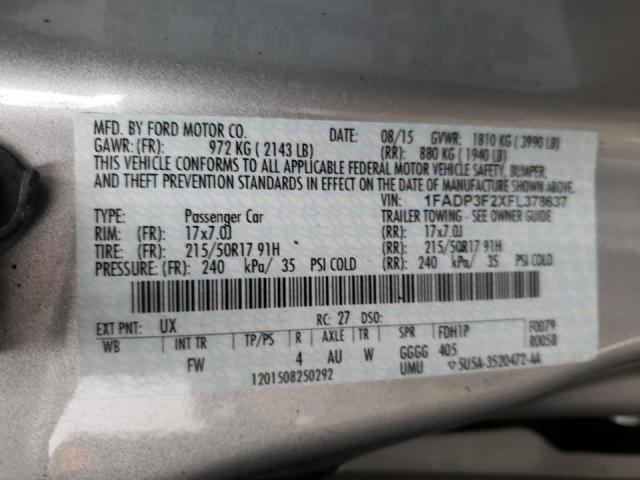 MFD. BY FORD MOTOR CO. DATE: 08/15 GVWR: 1810 KG ( 3990 LB)
GAWR: (FR): 972 KG ( 2143 LB) (RR): 880 KG ( 1940 LB)
THIS VEHICLE CONFORMS TO ALL APPLICABLE FEDERAL MOTOR VEHICLE SAFETY, BUMPER,
AND THEFT PREVENTION STANDARDS IN EFFECT ON THE DATE OF MANUFACTURE SHOWN ABOVE.
VIN: 1FADP3F2XFL378637
TYPE: Passenger Car TRAILER TOWING - SEE OWNER GUIDE
RIM: (FR): 17x7.0J (RR): 17x7.0J
TIRE: (FR): 215/50R17 91H (RR): 215/50R17 91H
PRESSURE: (FR): 240 kPa/ 35 PSI COLD (RR): 240 kPa/ 35 PSI COLD
EXT PNT: UX RC: 27 DSO: F0079
WB INT TR TP/PS R AXLE TR SPR FDH1P R0058
FW 4 AU W GGGG 405
1201508250292 UMU ▽ SU5A-3520472-AA